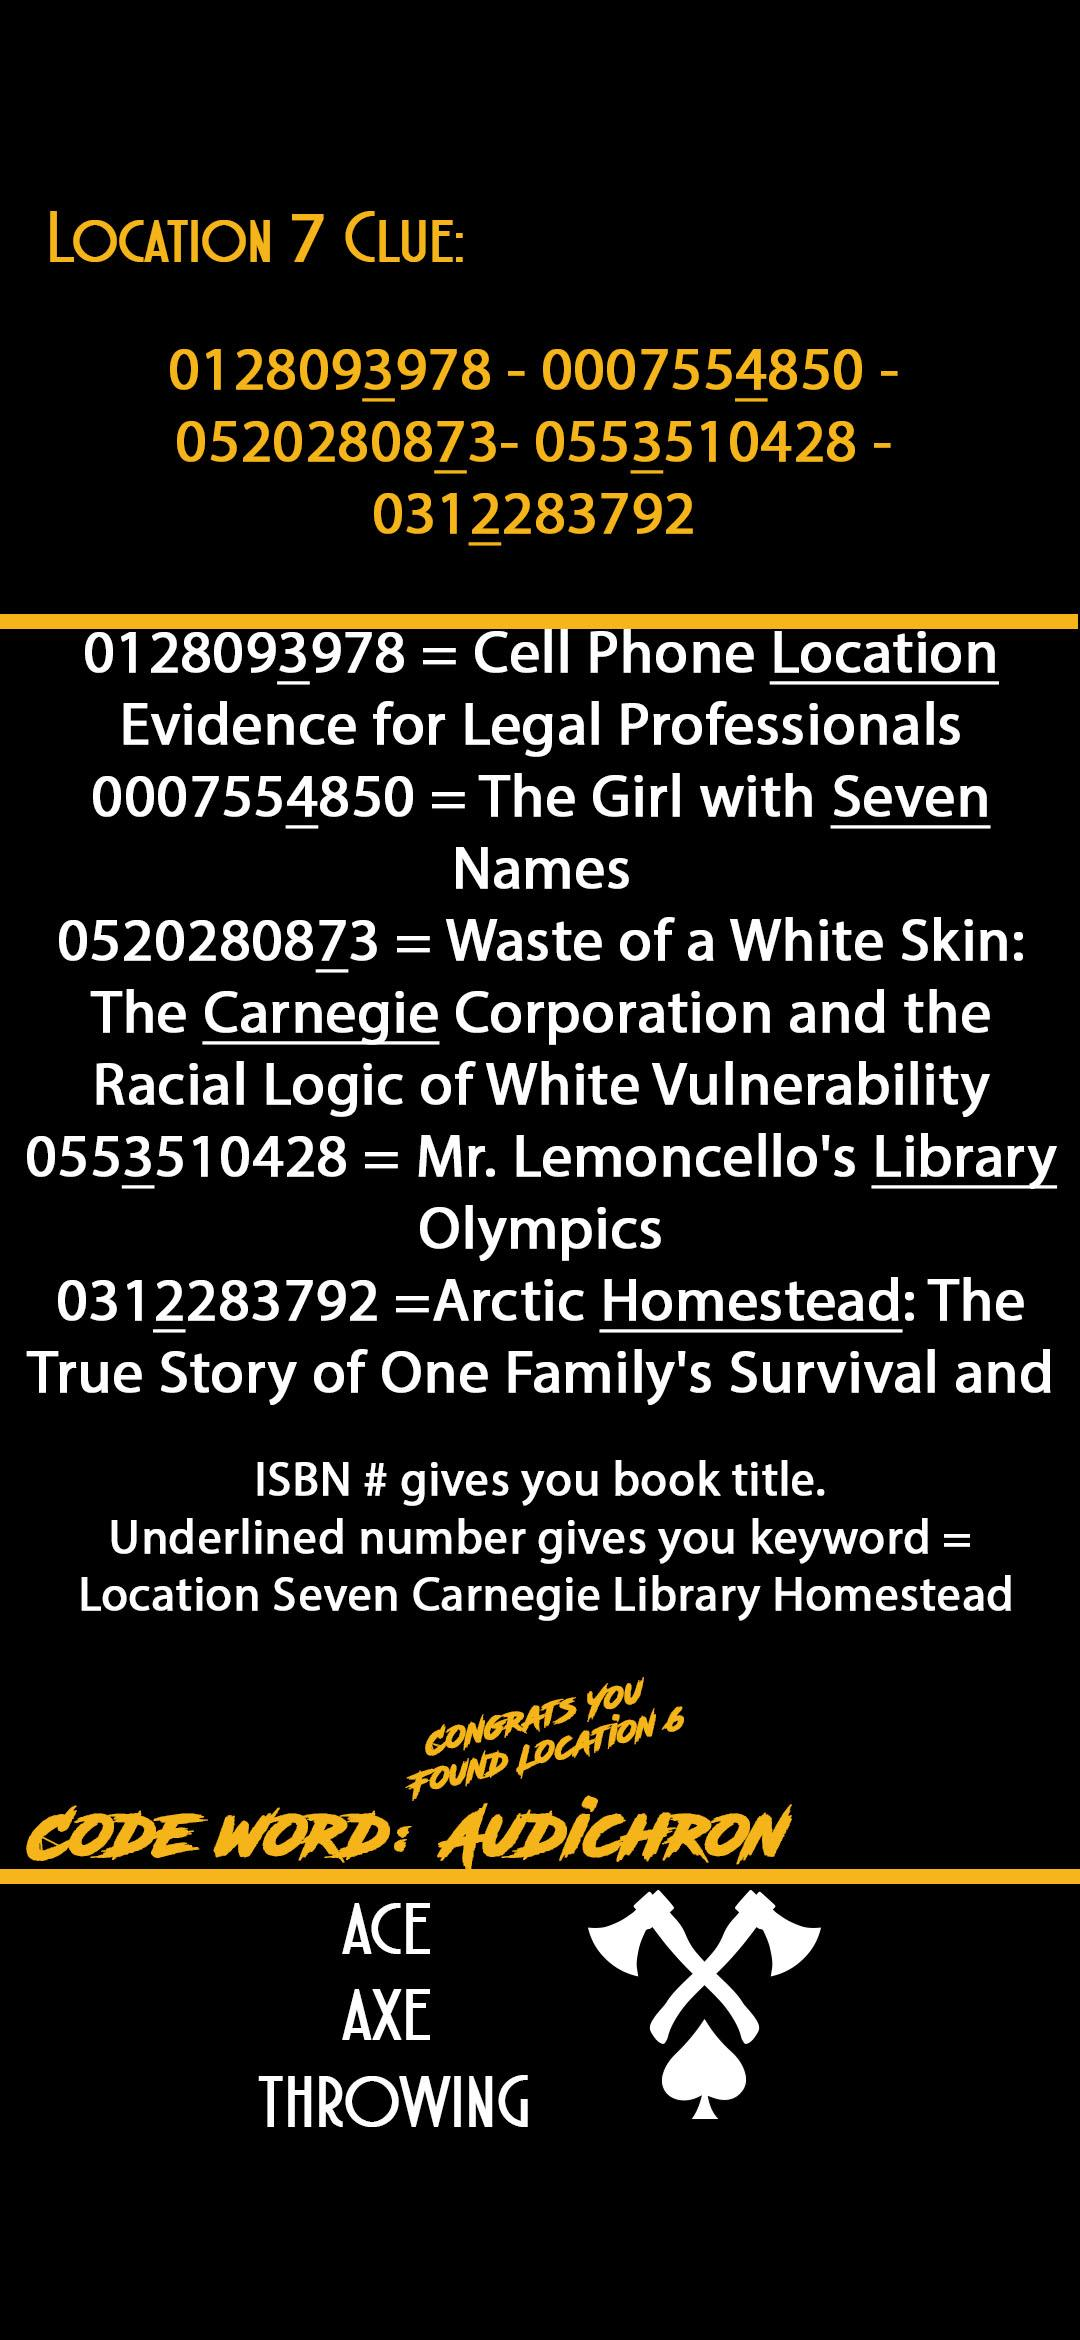 Location 7 Clue:
0128093978 - 0007554850 -
0520280873- 0553510428 -
0312283792
0128093978 = Cell Phone Location
Evidence for Legal Professionals
0007554850 = The Girl with Seven
Names
0520280873 = Waste of a White Skin:
The Carnegie Corporation and the
Racial Logic of White Vulnerability
0553510428 = Mr. Lemoncello's Library
Olympics
0312283792 =Arctic Homestead: The
True Story of One Family's Survival and
ISBN # gives you book title.
Underlined number gives you keyword =
Location Seven Carnegie Library Homestead
Congrats you
Found Location 6
Code word: Audichron
ACE
AXE
THROWING